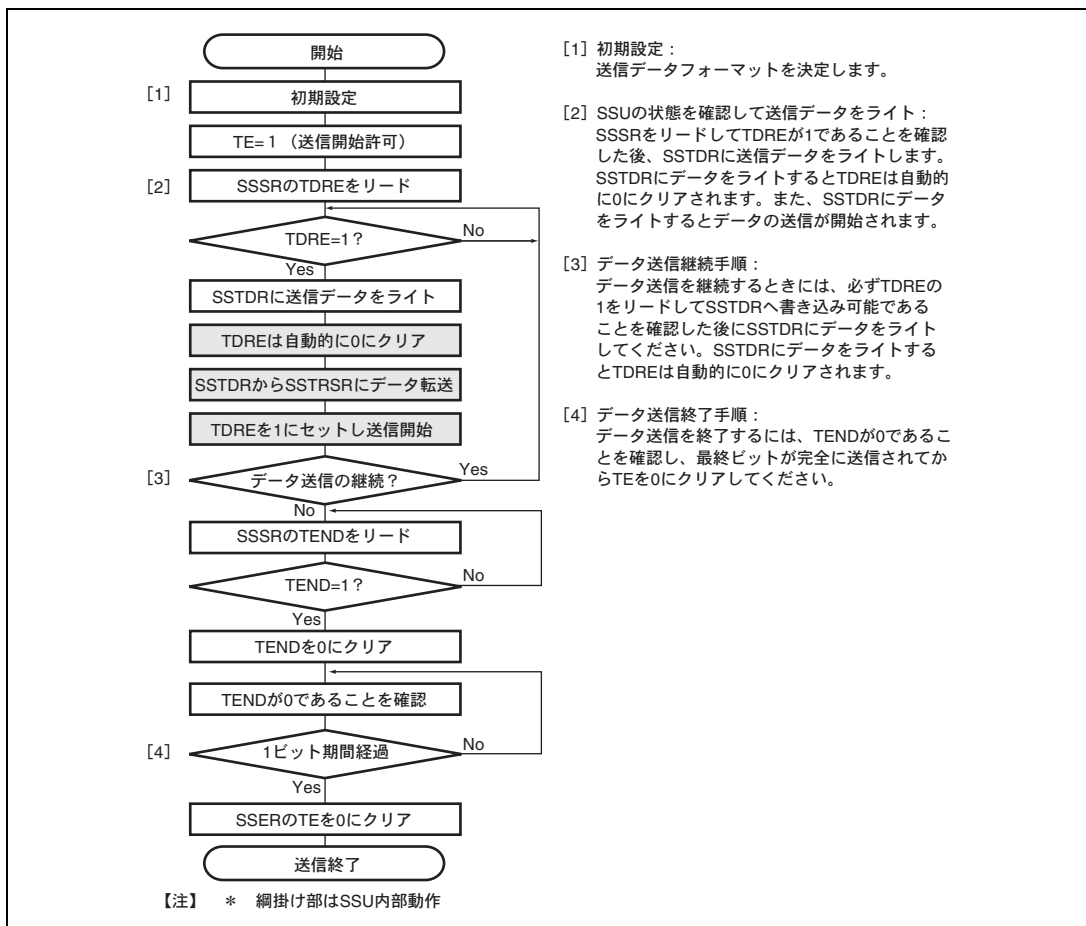 開始
[1] 初期設定
TE=1（送信開始許可）
[2] SSSRのTDREをリード
TDRE=1？
No
Yes
SSTDRに送信データをライト
TDREは自動的に0にクリア
SSTDRからSSTRSRにデータ転送
TDREを1にセットし送信開始
[3] データ送信の継続？
Yes
No
SSSRのTENDをリード
TEND=1？
No
Yes
TENDを0にクリア
TENDが0であることを確認
[4] 1ビット期間経過
No
Yes
SSERのTEを0にクリア
送信終了
【注】 ＊ 綱掛け部はSSU内部動作
[1] 初期設定：
送信データフォーマットを決定します。
[2] SSUの状態を確認して送信データをライト：
SSSRをリードしてTDREが1であることを確認
した後、SSTDRに送信データをライトします。
SSTDRにデータをライトするとTDREは自動的
に0にクリアされます。また、SSTDRにデータ
をライトするとデータの送信が開始されます。
[3] データ送信継続手順：
データ送信を継続するときには、必ずTDREの
1をリードしてSSTDRへ書き込み可能である
ことを確認した後にSSTDRにデータをライト
してください。SSTDRにデータをライトする
とTDREは自動的に0にクリアされます。
[4] データ送信終了手順：
データ送信を終了するには、TENDが0であるこ
とを確認し、最終ビットが完全に送信されてか
らTEを0にクリアしてください。